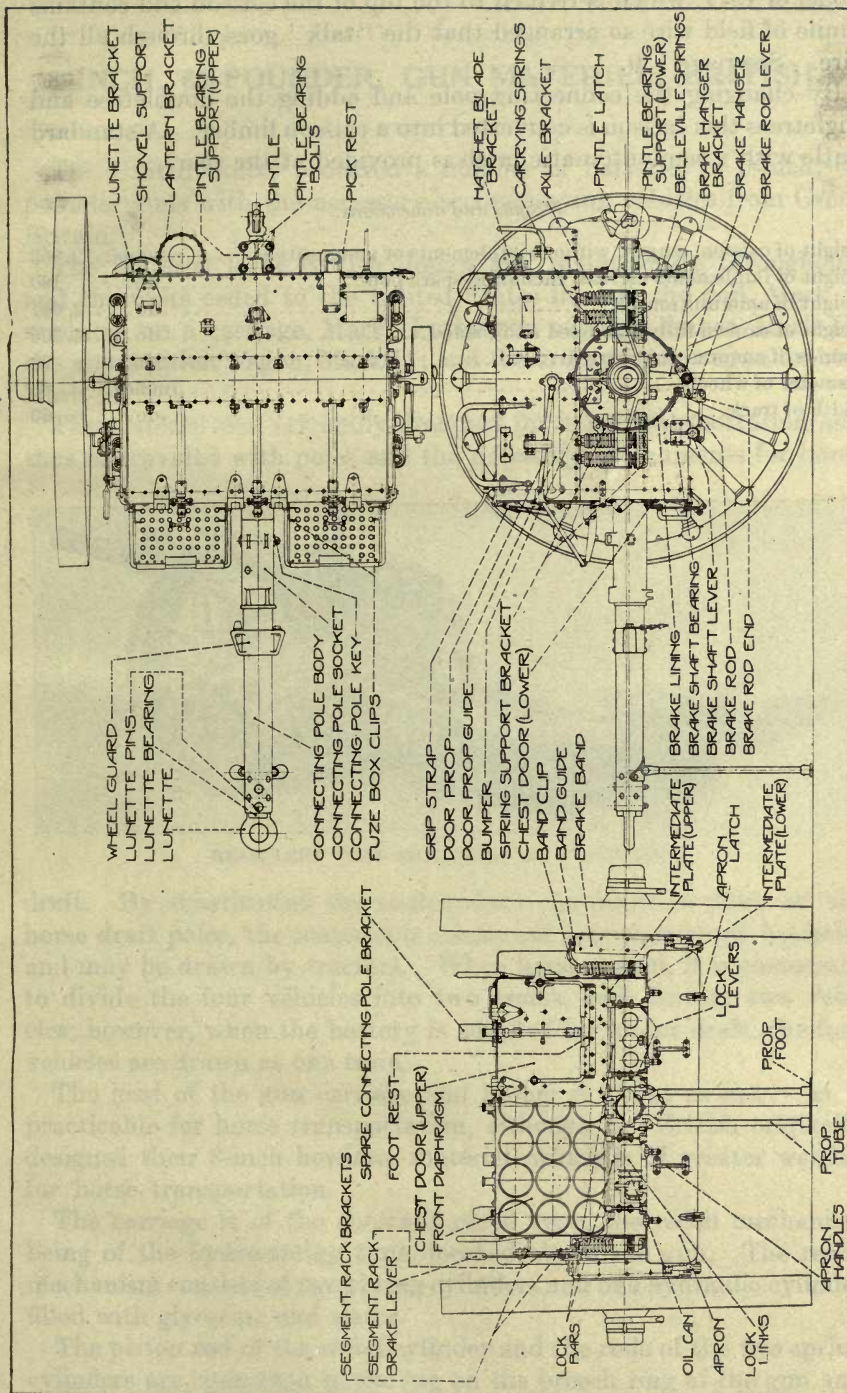 LUNETTE BRACKET
SHOVEL SUPPORT
LANTERN BRACKET
PINTLE BEARING
SUPPORT (UPPER)
PINTLE
PINTLE BEARING
BOLTS
PICK REST
HATCHET BLADE
BRACKET
CARRYING SPRINGS
AXLE BRACKET
PINTLE LATCH
PINTLE BEARING
SUPPORT (LOWER)
BELLEVILLE SPRINGS
BRAKE HANGER
BRACKET
BRAKE HANGER
BRAKE ROD LEVER
WHEEL GUARD
LUNETTE PINS
LUNETTE BEARING
LUNETTE
CONNECTING POLE BODY
CONNECTING POLE SOCKET
CONNECTING POLE KEY
FUZE BOX CLIPS
GRIP STRAP
DOOR PROP
DOOR PROP GUIDE
BUMPER
SPRING SUPPORT BRACKET
CHEST DOOR (LOWER)
BAND CLIP
BAND GUIDE
BRAKE BAND
BRAKE LINING
BRAKE SHAFT BEARING
BRAKE SHAFT LEVER
BRAKE ROD
BRAKE ROD END
INTERMEDIATE
PLATE (UPPER)
APRON
LATCH
INTERMEDIATE
PLATE (LOWER)
SPARE CONNECTING POLE BRACKET
FOOT REST
CHEST DOOR (UPPER)
FRONT DIAPHRAGM
SEGMENT RACK BRACKETS
SEGMENT RACK
BRAKE LEVER
LOCK
LEVERS
PROP
FOOT
PROP
TUBE
APRON
HANDLES
LOCK
BARS
OIL CAN
APRON
LOCK
LINKS